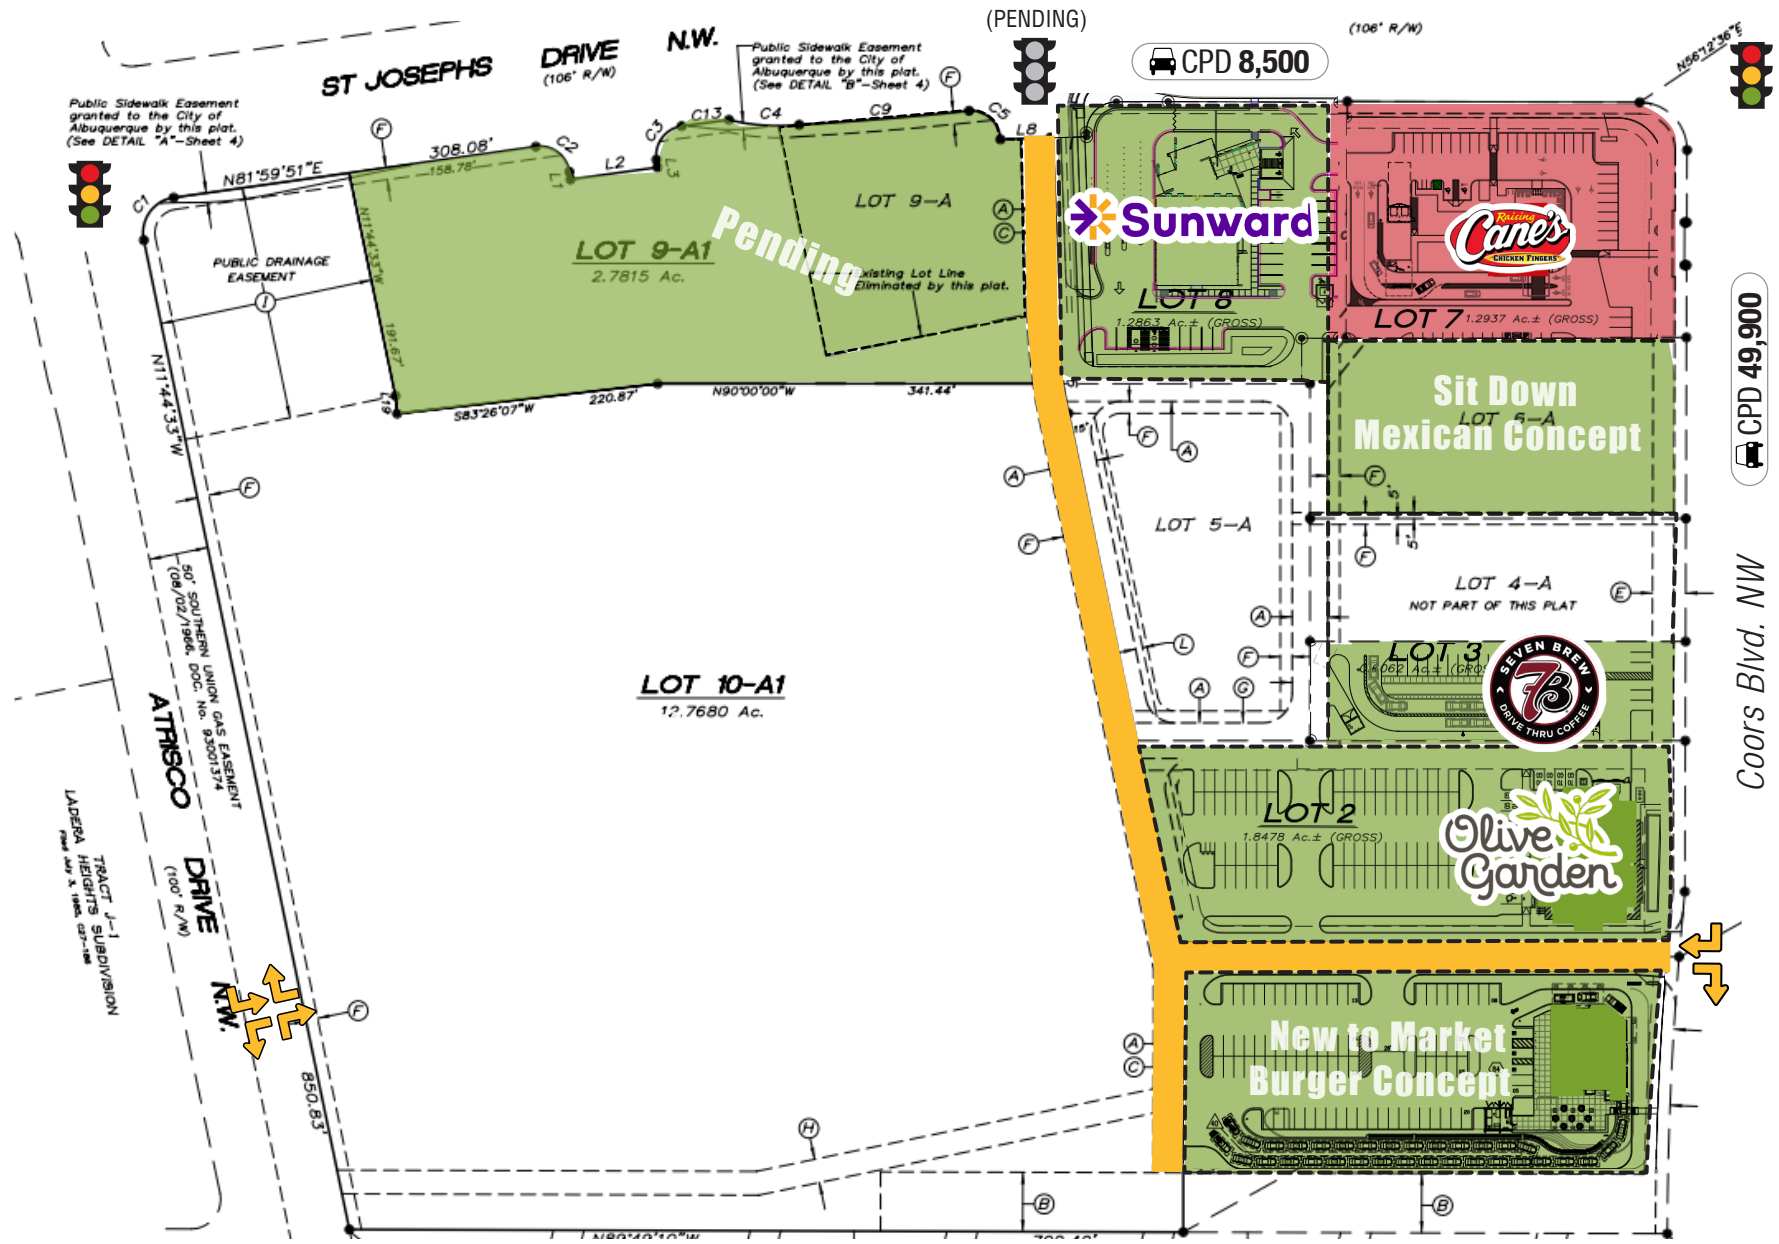 (PENDING)
CPD 8,500
(106' R/W)
N56°12'36"E
ST JOSEPHS DRIVE N.W.
(106' R/W)
Public Sidewalk Easement
granted to the City of
Albuquerque by this plat.
(See DETAIL "B"-Sheet 4)
Public Sidewalk Easement
granted to the City of
Albuquerque by this plat.
(See DETAIL "A"-Sheet 4)
F
F
C1
N81°59'51"E
308.08'
158.78'
C2
L1
L2
C3
L3
C13
C4
C9
C5
L8
PUBLIC DRAINAGE
EASEMENT
I
N11°44'33"W
191.67'
L19
LOT 9-A1
2.7815 Ac.
Pending
LOT 9-A
Existing Lot Line
Eliminated by this plat.
A
C
S83°26'07"W
220.87'
N90°00'00"W
341.44'
Sunward
LOT 8
1.2863 Ac.± (GROSS)
Raising
Cane's
CHICKEN FINGERS
LOT 7
1.2937 Ac.± (GROSS)
CPD 49,900
Sit Down
Mexican Concept
LOT 6-A
N11°44'33"W
F
A
F
F
A
F
5'
5'
F
LOT 5-A
LOT 4-A
NOT PART OF THIS PLAT
E
A
L
F
A
G
Coors Blvd. NW
LOT 3
SEVEN BREW
7B
DRIVE THRU COFFEE
LOT 10-A1
12.7680 Ac.
50' SOUTHERN UNION GAS EASEMENT
(08/02/1966, DOC. No. 93001374
ATRISCO DRIVE N.W.
(100' R/W)
TRACT J-1
LADERA HEIGHTS SUBDIVISION
LOT 2
1.8478 Ac.± (GROSS)
Olive
Garden
F
850.83'
A
C
New to Market
Burger Concept
H
B
B
N89°49'10"W